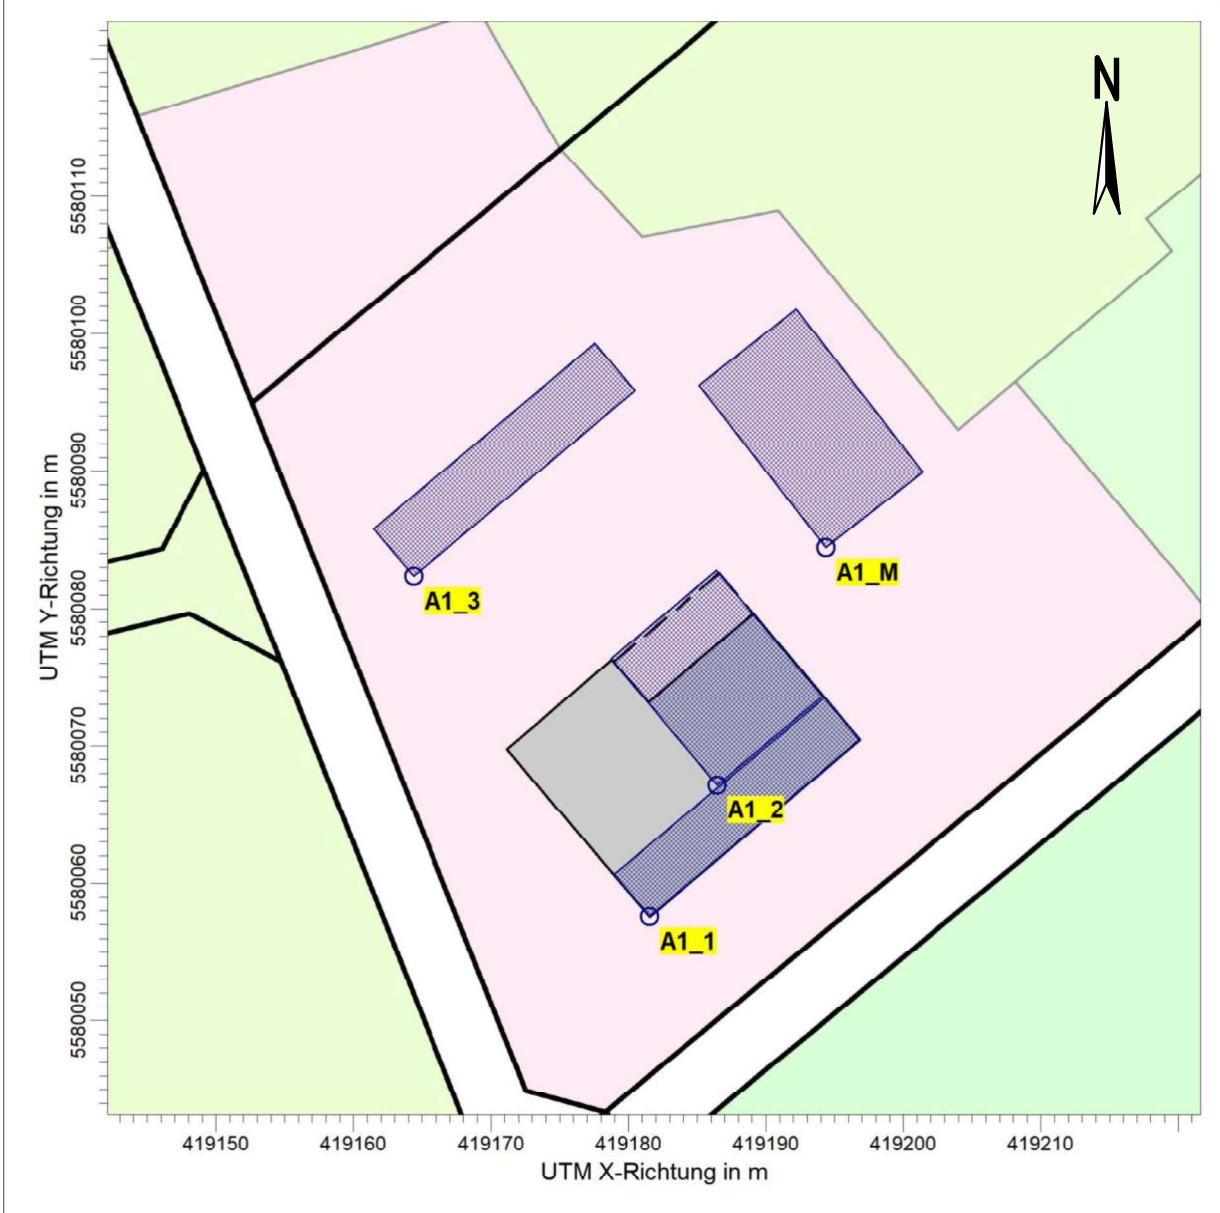 N
5580110
5580100
5580090
5580080
5580070
5580060
5580050
UTM Y-Richtung in m
A1_M
A1_3
A1_2
A1_1
419150 419160 419170 419180 419190 419200 419210
UTM X-Richtung in m